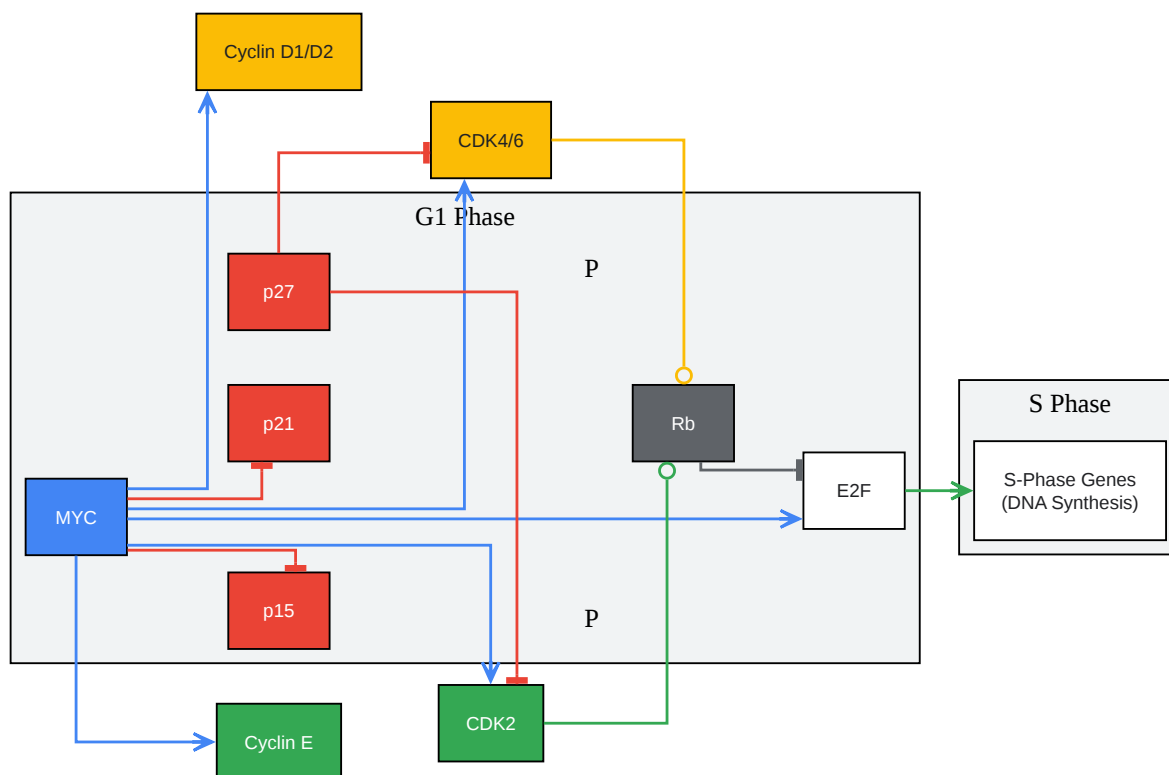 Cyclin D1/D2
CDK4/6
G1 Phase
P
p27
p21
Rb
S Phase
E2F
S-Phase Genes
(DNA Synthesis)
MYC
p15
P
CDK2
Cyclin E